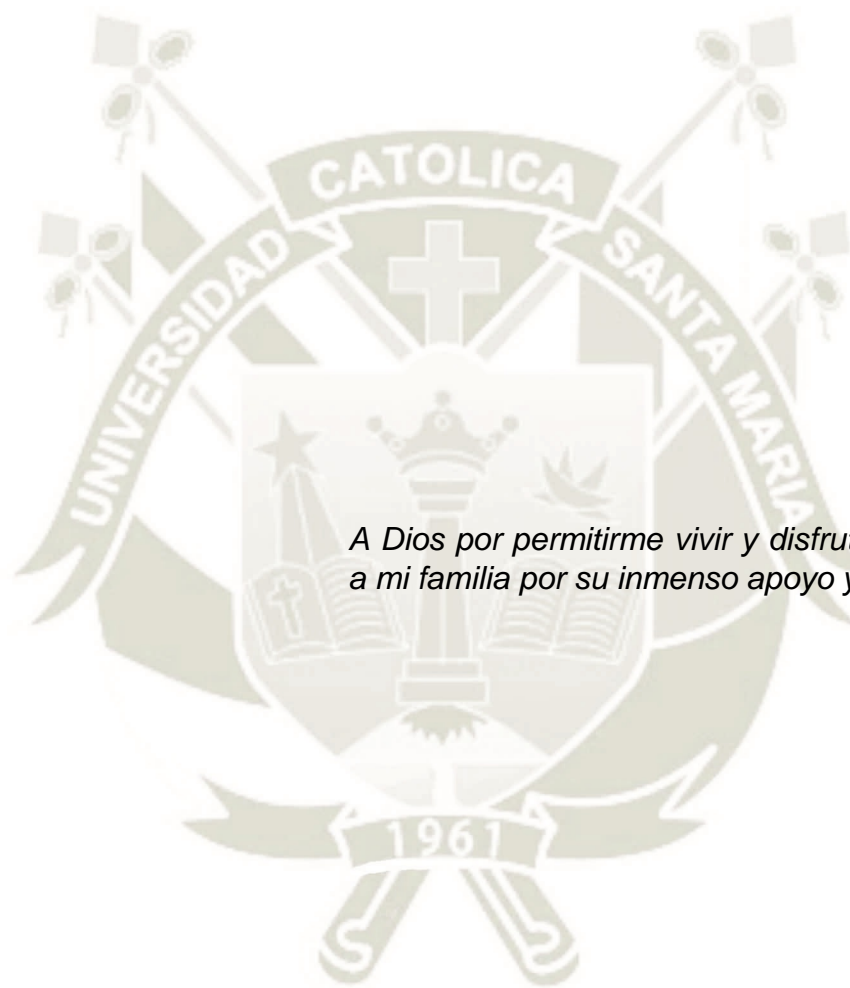 CATOLICA
UNIVERSIDAD
SANTA MARIA
A Dios por permitirme vivir y disfru
a mi familia por su inmenso apoyo y
1961